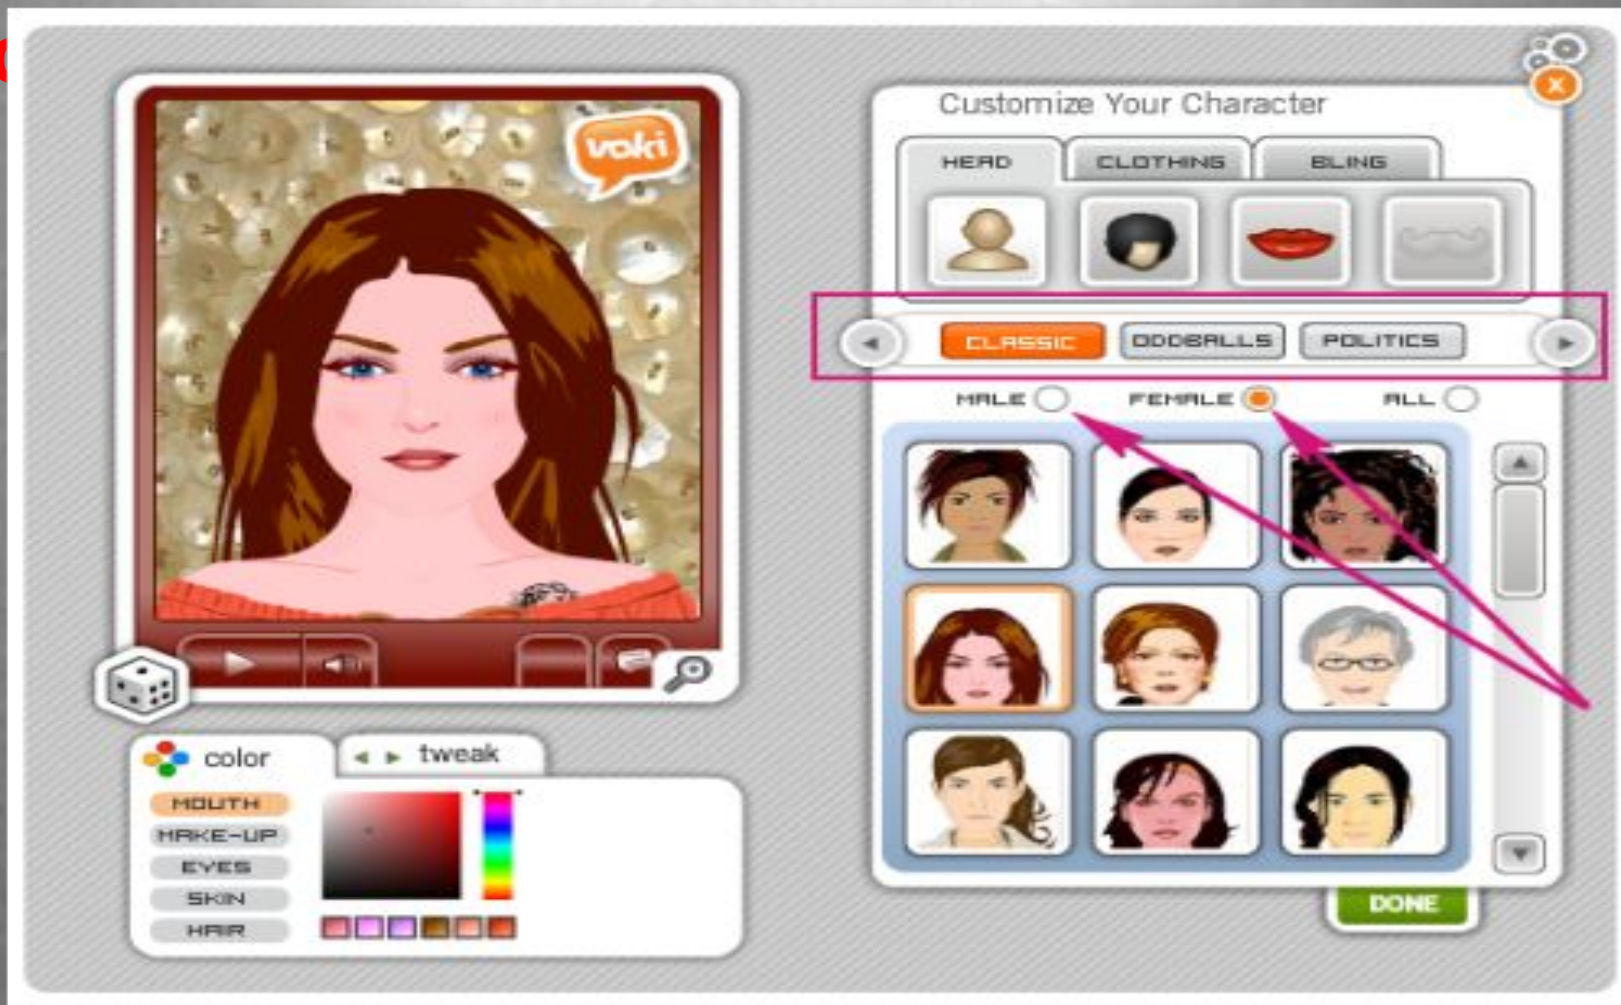 voki
Customize Your Character
HEAD CLOTHING BLING
CLASSIC ODDBALLS POLITICS
MALE FEMALE ALL
color tweak
MOUTH
MAKE-UP
EYES
SKIN
HAIR
X
DONE